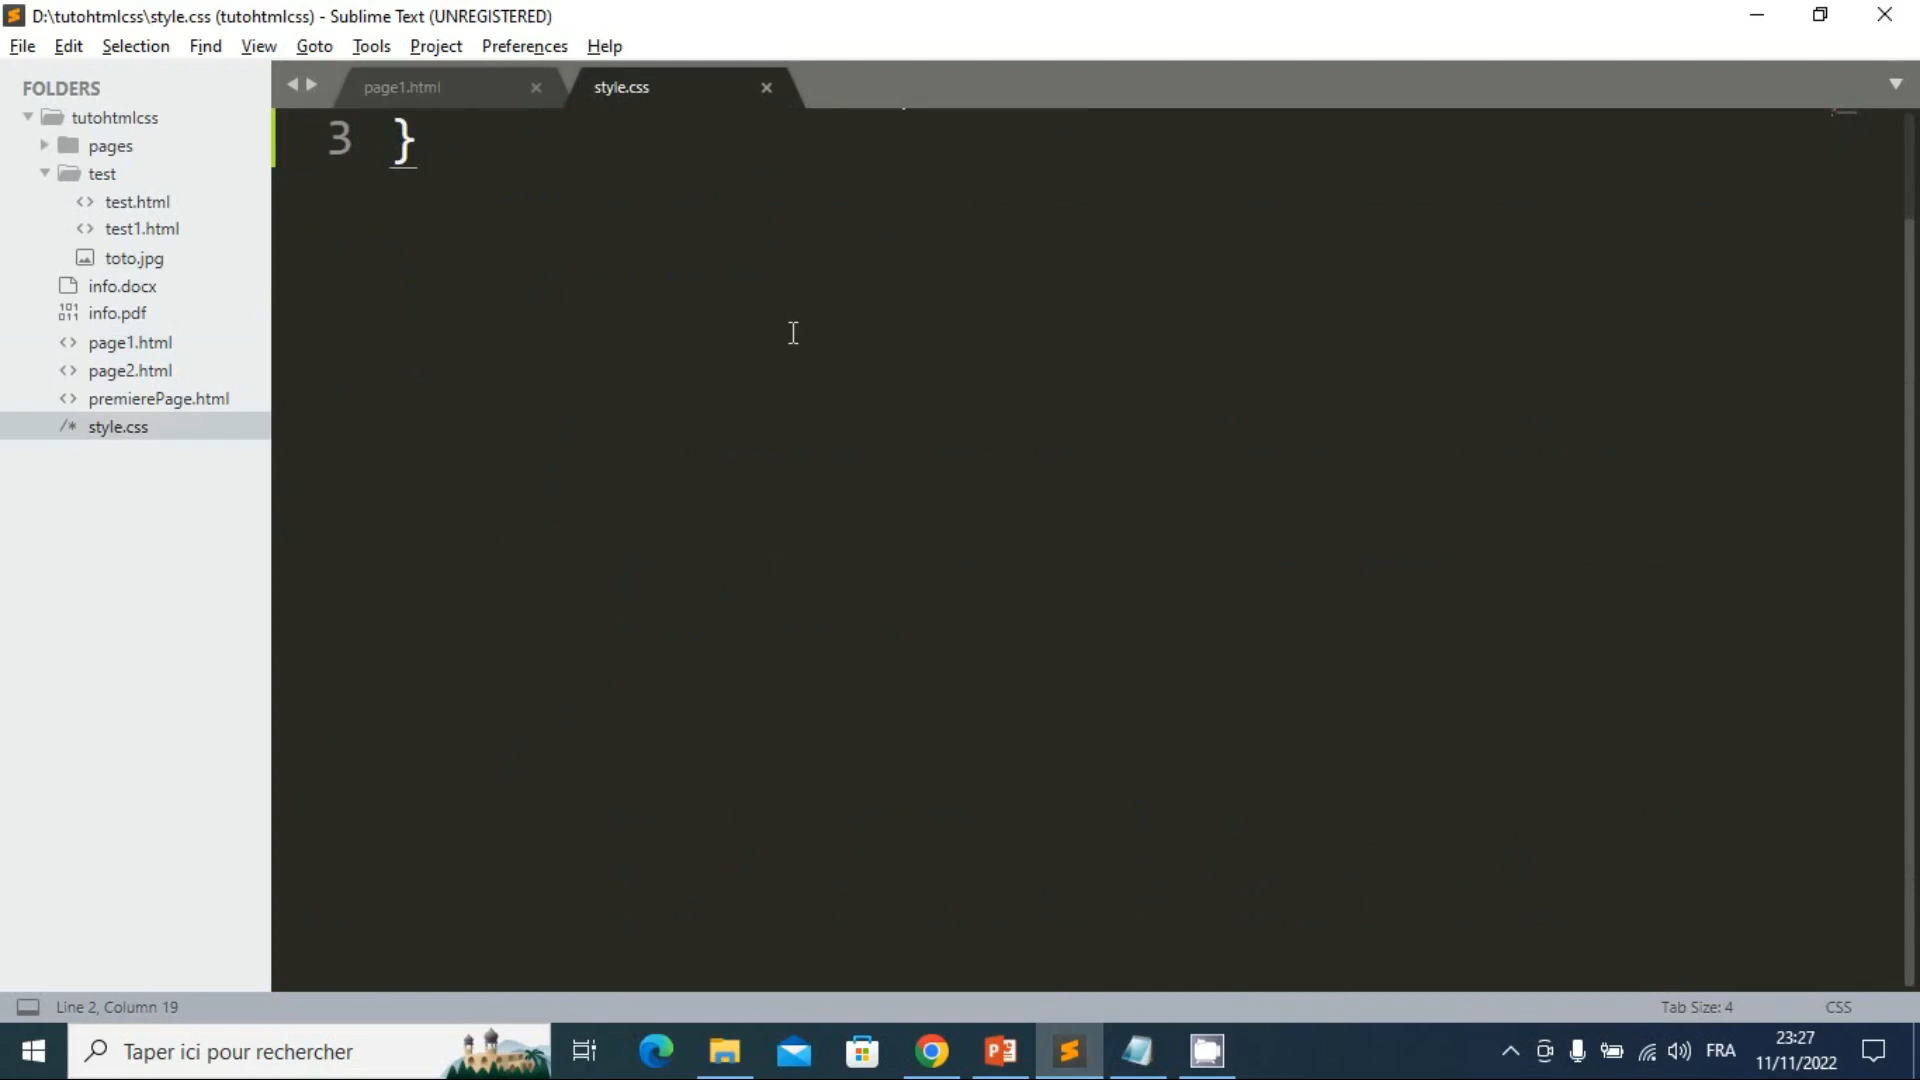 D:\tutohtmlcss\style.css (tutohtmlcss) - Sublime Text (UNREGISTERED)
File Edit Selection Find View Goto Tools Project Preferences Help
FOLDERS
tutohtmlcss
pages
test
test.html
test1.html
toto.jpg
info.docx
info.pdf
page1.html
page2.html
premierePage.html
/* style.css
page1.html
style.css
3 }
Line 2, Column 19
Tab Size: 4
CSS
Taper ici pour rechercher
FRA
23:27
11/11/2022